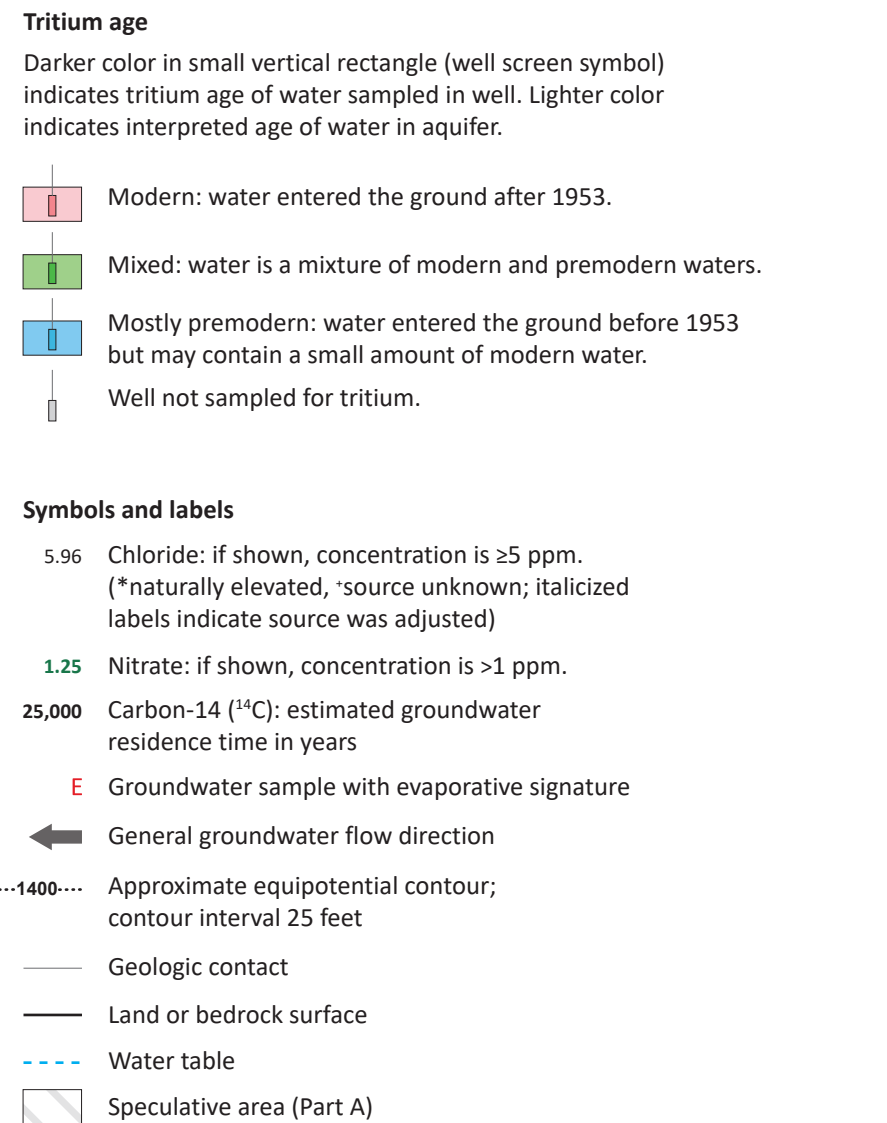 Tritium age
Darker color in small vertical rectangle (well screen symbol)
indicates tritium age of water sampled in well. Lighter color
indicates interpreted age of water in aquifer.
Modern: water entered the ground after 1953.
Mixed: water is a mixture of modern and premodern waters.
Mostly premodern: water entered the ground before 1953
but may contain a small amount of modern water.
Well not sampled for tritium.
Symbols and labels
5.96 Chloride: if shown, concentration is ≥5 ppm.
(*naturally elevated, ⁺source unknown; italicized
labels indicate source was adjusted)
1.25 Nitrate: if shown, concentration is >1 ppm.
25,000 Carbon-14 (¹⁴C): estimated groundwater
residence time in years
E Groundwater sample with evaporative signature
General groundwater flow direction
1400 Approximate equipotential contour;
contour interval 25 feet
Geologic contact
Land or bedrock surface
Water table
Speculative area (Part A)